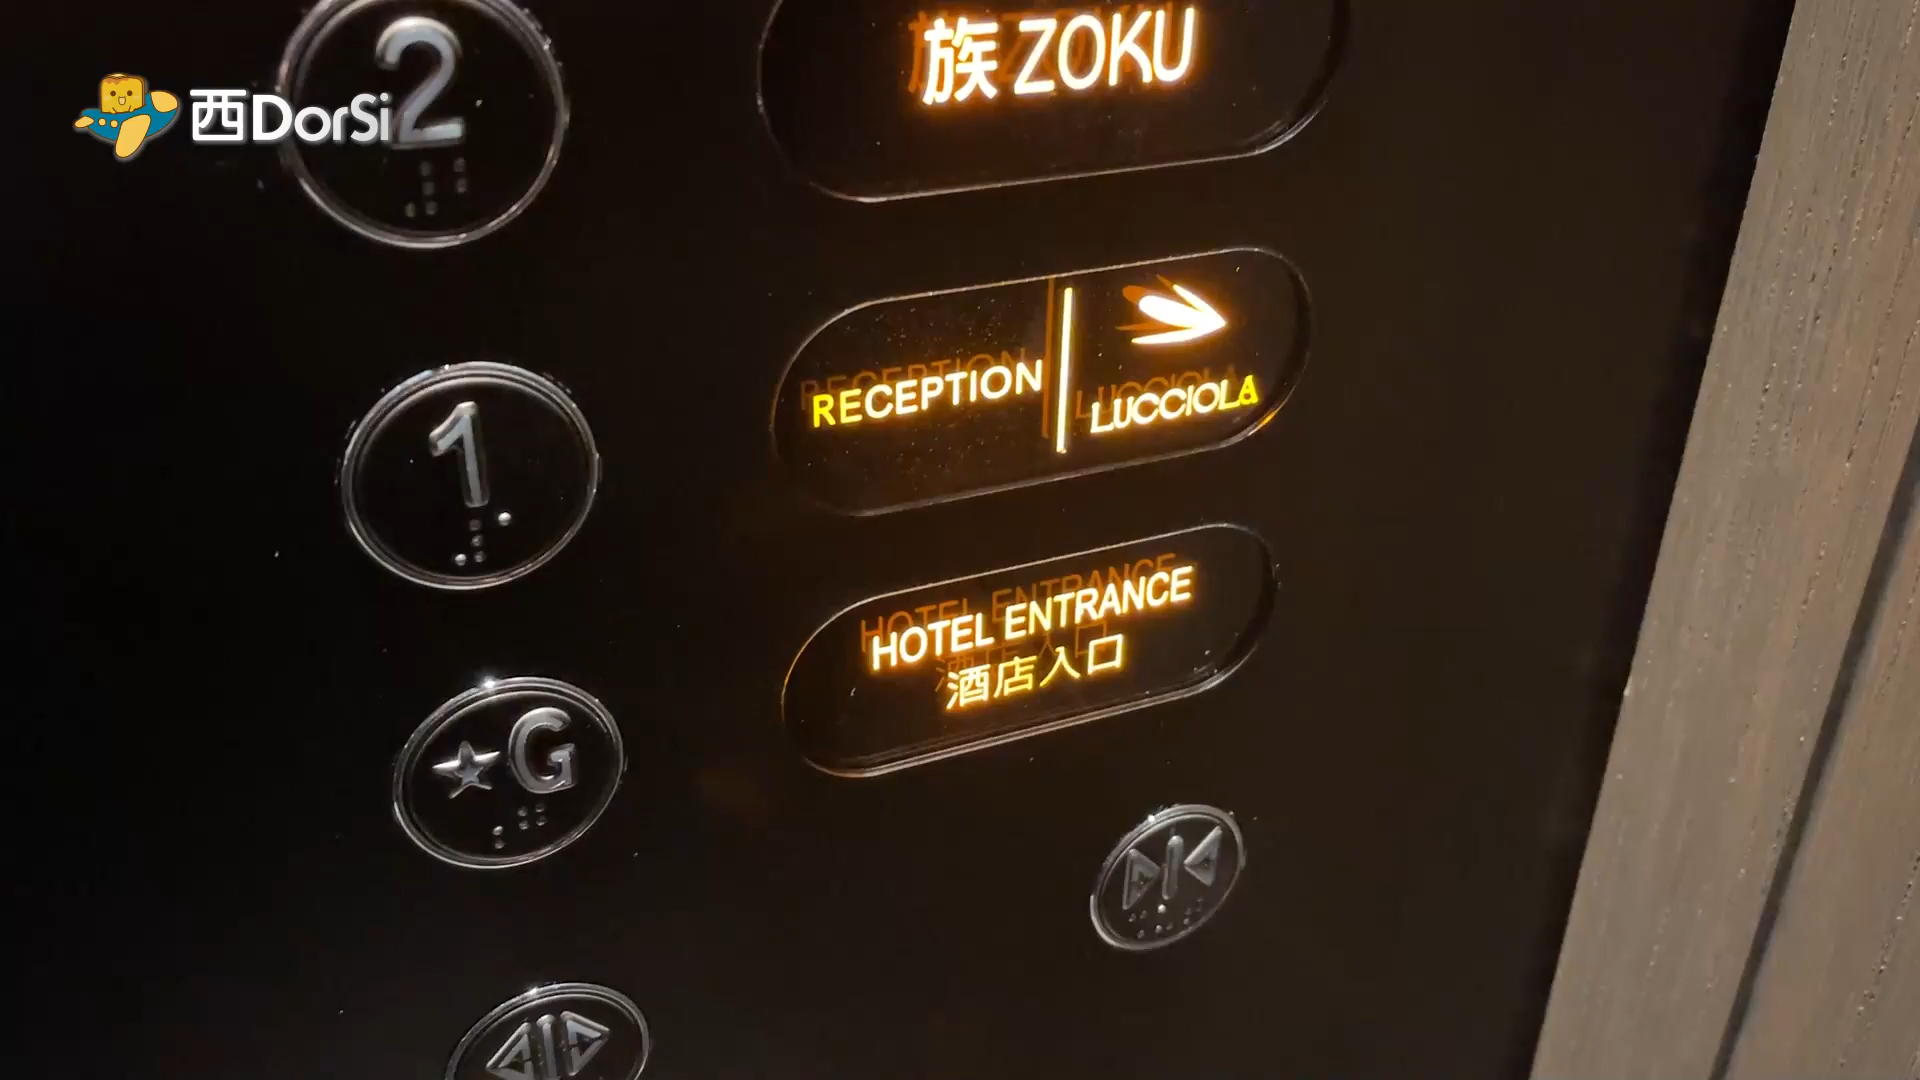 西DorSi
2
族 ZOKU
1
RECEPTION
LUCCIOLA
★G
HOTEL ENTRANCE
酒店入口